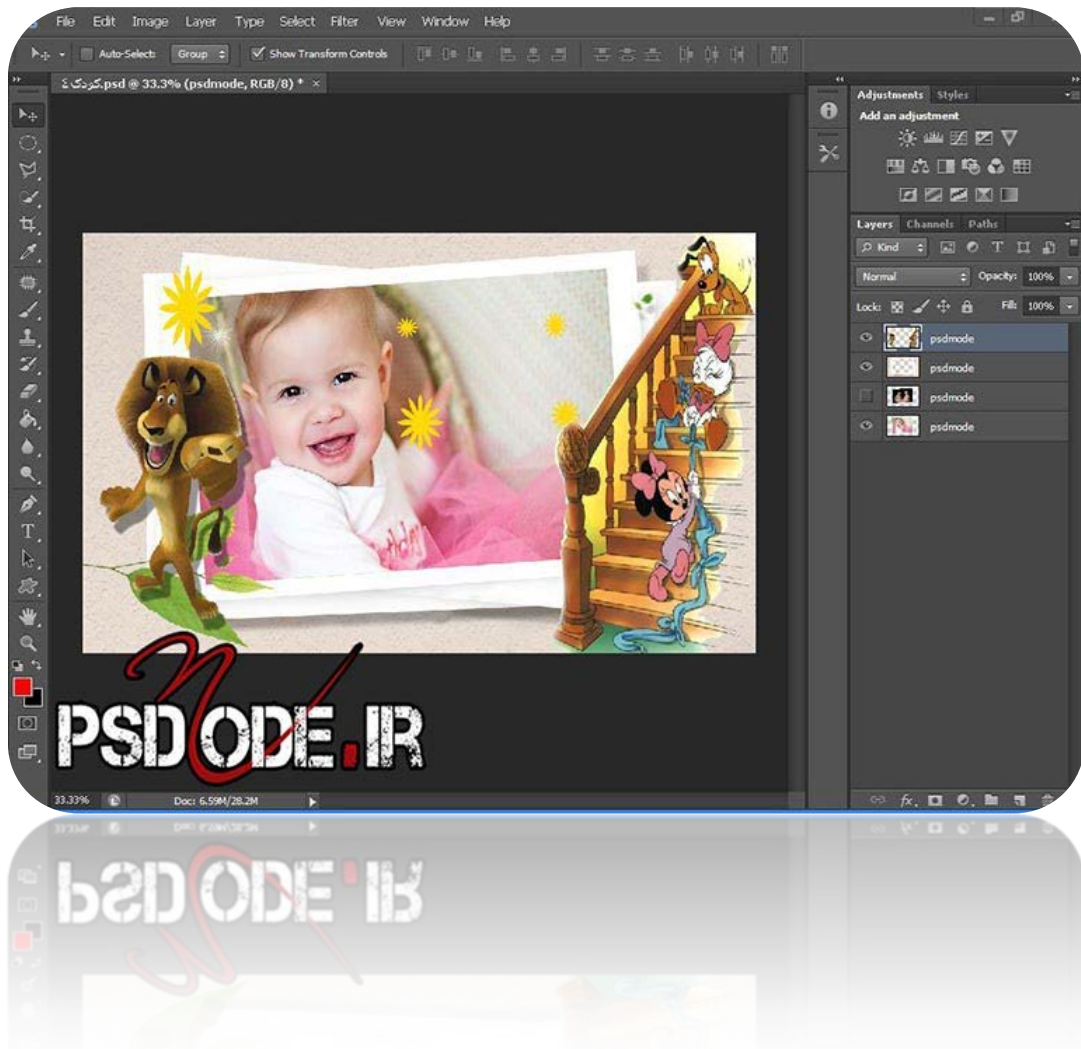 File Edit Image Layer Type Select Filter View Window Help
Auto-Select: Group Show Transform Controls
کودک ٤.psd @ 33.3% (psdmode, RGB/8) * ×
Adjustments Styles
Add an adjustment
Layers Channels Paths
Kind
Normal Opacity: 100%
Lock: Fill: 100%
psdmode
psdmode
psdmode
psdmode
PSDMODE.IR
33.33% Doc: 6.59M/28.2M